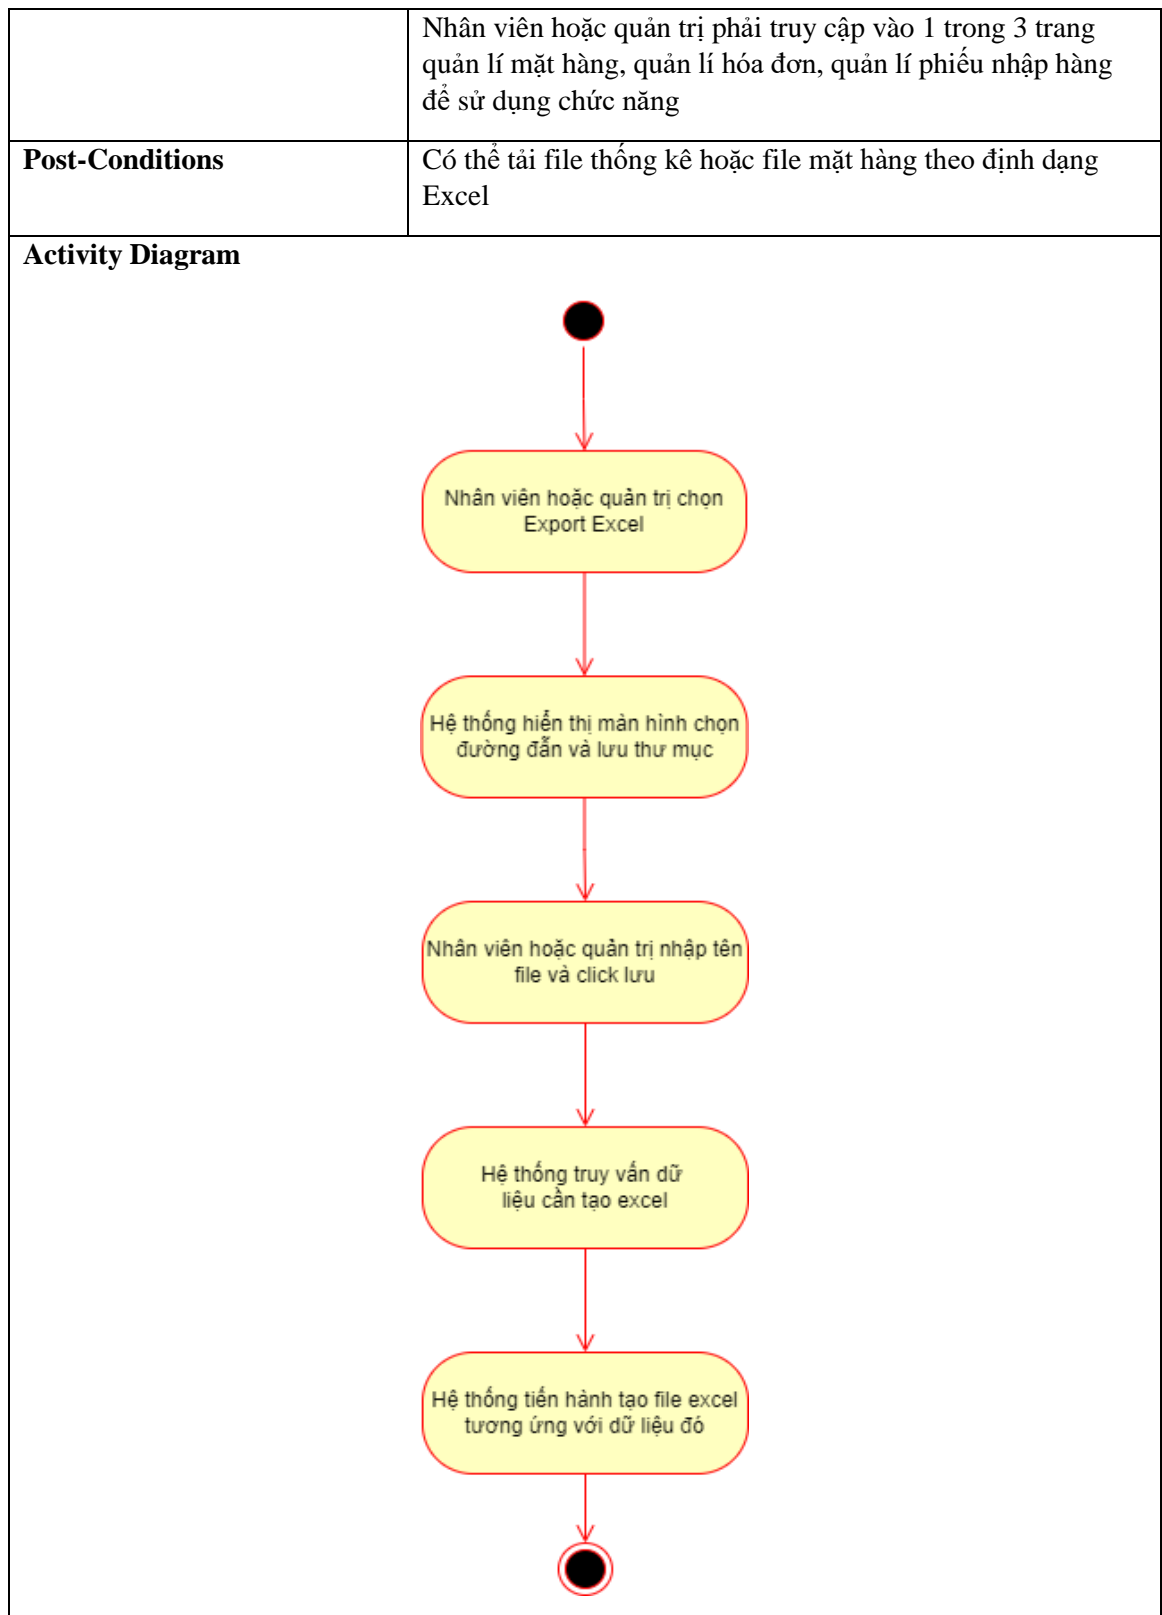 Nhân viên hoặc quản trị phải truy cập vào 1 trong 3 trang
quản lí mặt hàng, quản lí hóa đơn, quản lí phiếu nhập hàng
để sử dụng chức năng
Post-Conditions
Có thể tải file thống kê hoặc file mặt hàng theo định dạng
Excel
Activity Diagram
Nhân viên hoặc quản trị chọn
Export Excel
Hệ thống hiển thị màn hình chọn
đường đẫn và lưu thư mục
Nhân viên hoặc quản trị nhập tên
file và click lưu
Hệ thống truy vấn dữ
liệu cần tạo excel
Hệ thống tiến hành tạo file excel
tương ứng với dữ liệu đó